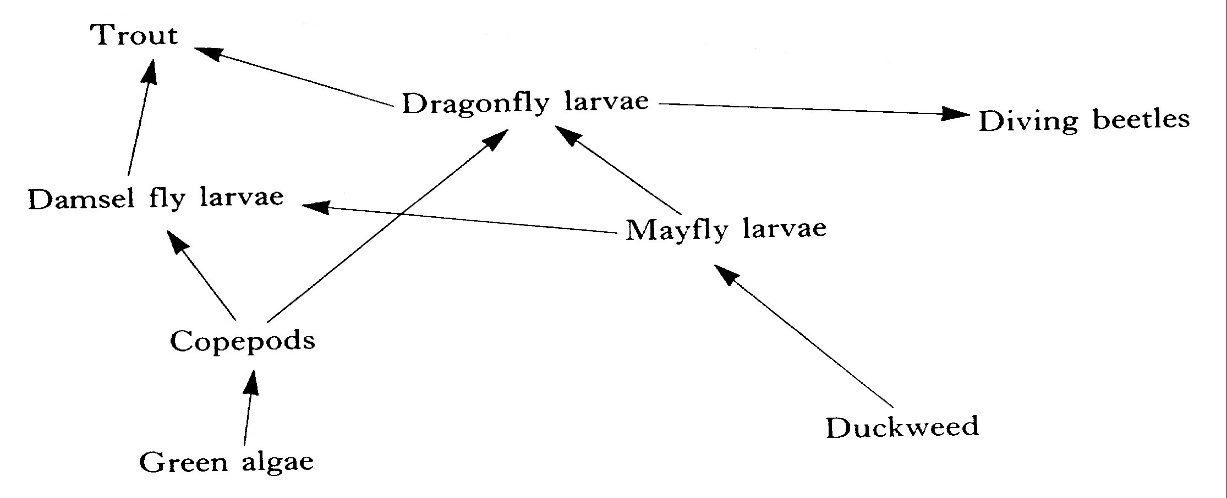 Trout
Dragonfly larvae
Diving beetles
Damsel fly larvae
Mayfly larvae
Copepods
Duckweed
Green algae